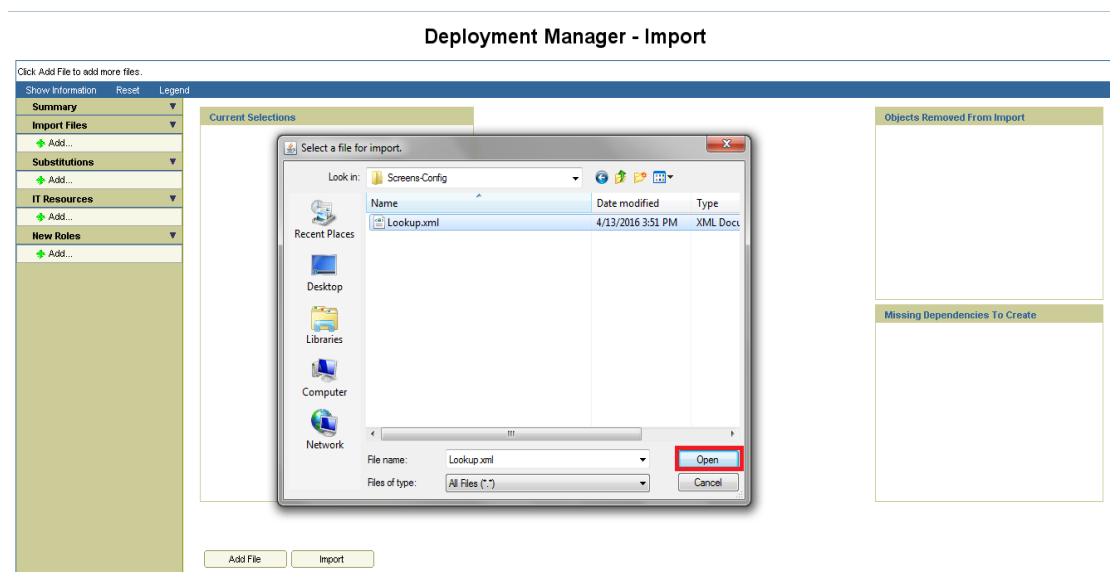 Deployment Manager - Import
Click Add File to add more files.
Show Information Reset Legend
Summary
Import Files
Add...
Substitutions
Add...
IT Resources
Add...
New Roles
Add...
Current Selections
Objects Removed From Import
Missing Dependencies To Create
Select a file for import.
Look in: Screens-Config
Recent Places
Desktop
Libraries
Computer
Network
Name Date modified Type
Lookup.xml 4/13/2016 3:51 PM XML Docu
File name: Lookup.xml Open
Files of type: All Files (*.*) Cancel
Add File Import